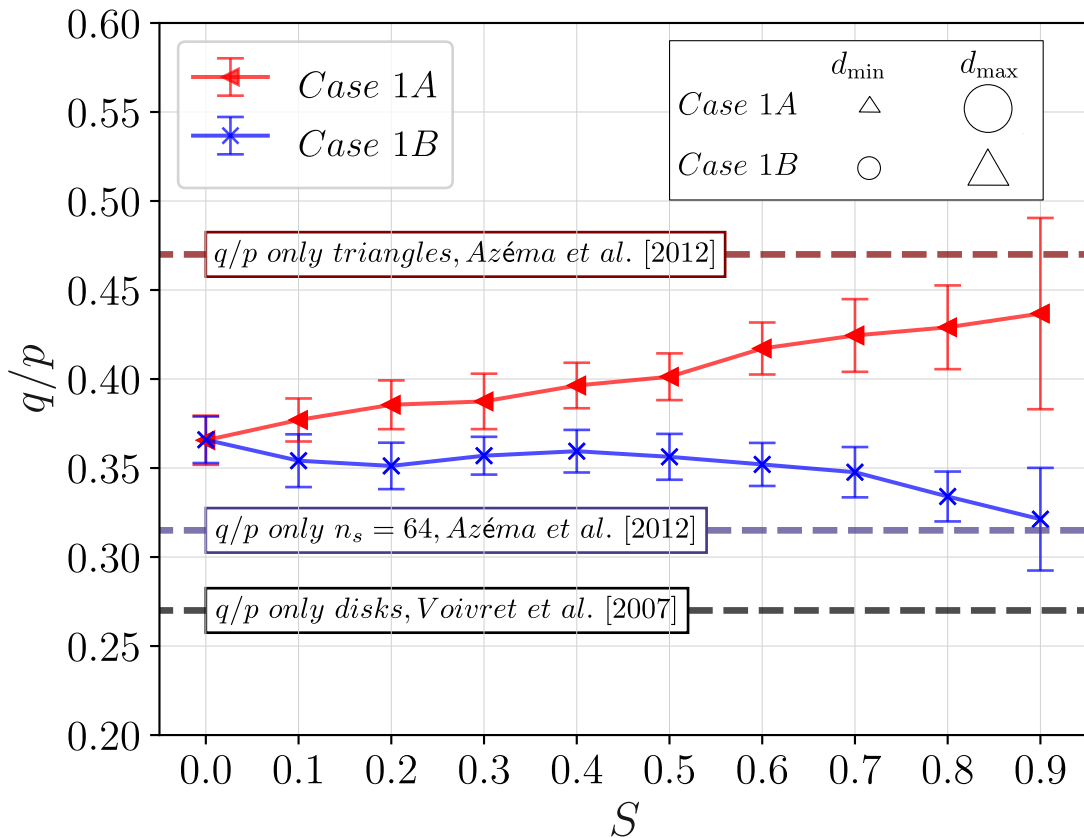 0.60
0.55
0.50
0.45
0.40
0.35
0.30
0.25
0.20
q/p
Case 1A
Case 1B
d_min d_max
Case 1A
Case 1B
q/p only triangles, Azéma et al. [2012]
q/p only n_s = 64, Azéma et al. [2012]
q/p only disks, Voivret et al. [2007]
0.0 0.1 0.2 0.3 0.4 0.5 0.6 0.7 0.8 0.9
S